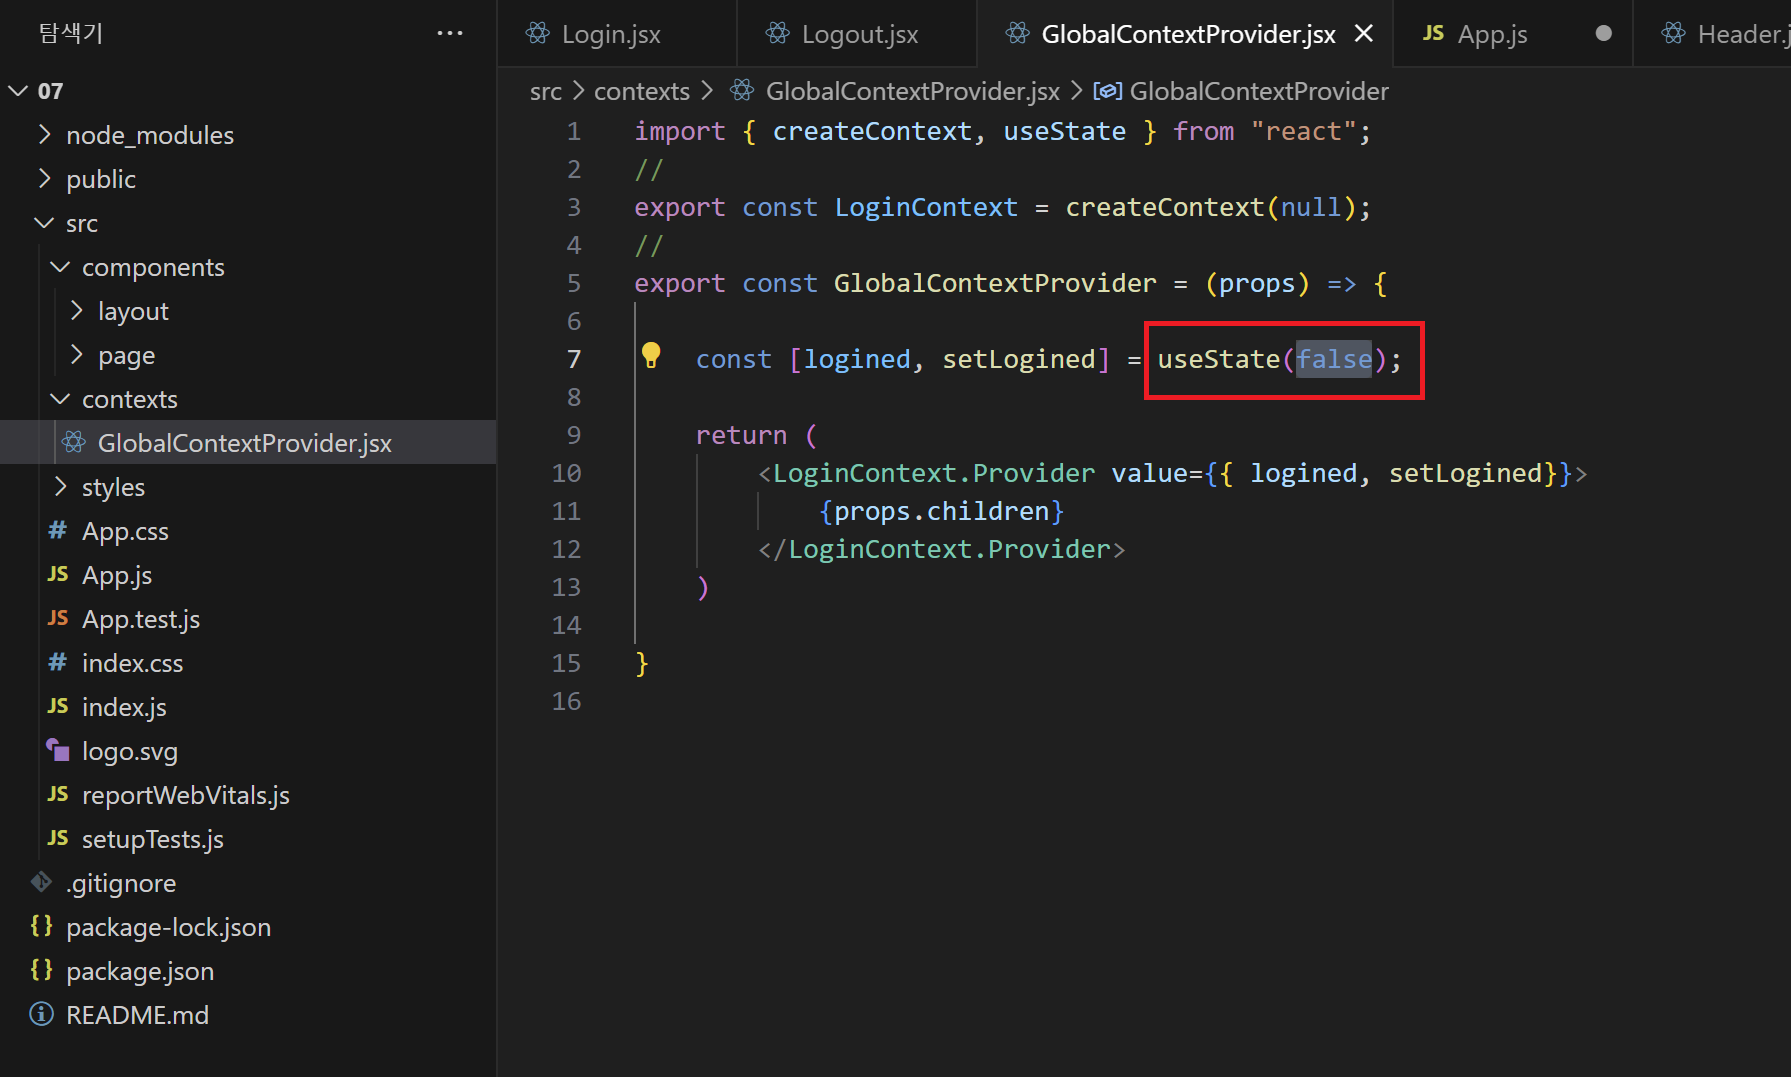 탐색기
···
07
node_modules
public
src
components
layout
page
contexts
GlobalContextProvider.jsx
styles
# App.css
JS App.js
JS App.test.js
# index.css
JS index.js
logo.svg
JS reportWebVitals.js
JS setupTests.js
.gitignore
{} package-lock.json
{} package.json
README.md
Login.jsx
Logout.jsx
GlobalContextProvider.jsx
JS App.js
Header.j
src > contexts > GlobalContextProvider.jsx > GlobalContextProvider
1 import { createContext, useState } from "react";
2 //
3 export const LoginContext = createContext(null);
4 //
5 export const GlobalContextProvider = (props) => {
6
7 const [logined, setLogined] = useState(false);
8
9 return (
10 <LoginContext.Provider value={{ logined, setLogined}}>
11 {props.children}
12 </LoginContext.Provider>
13 )
14
15 }
16